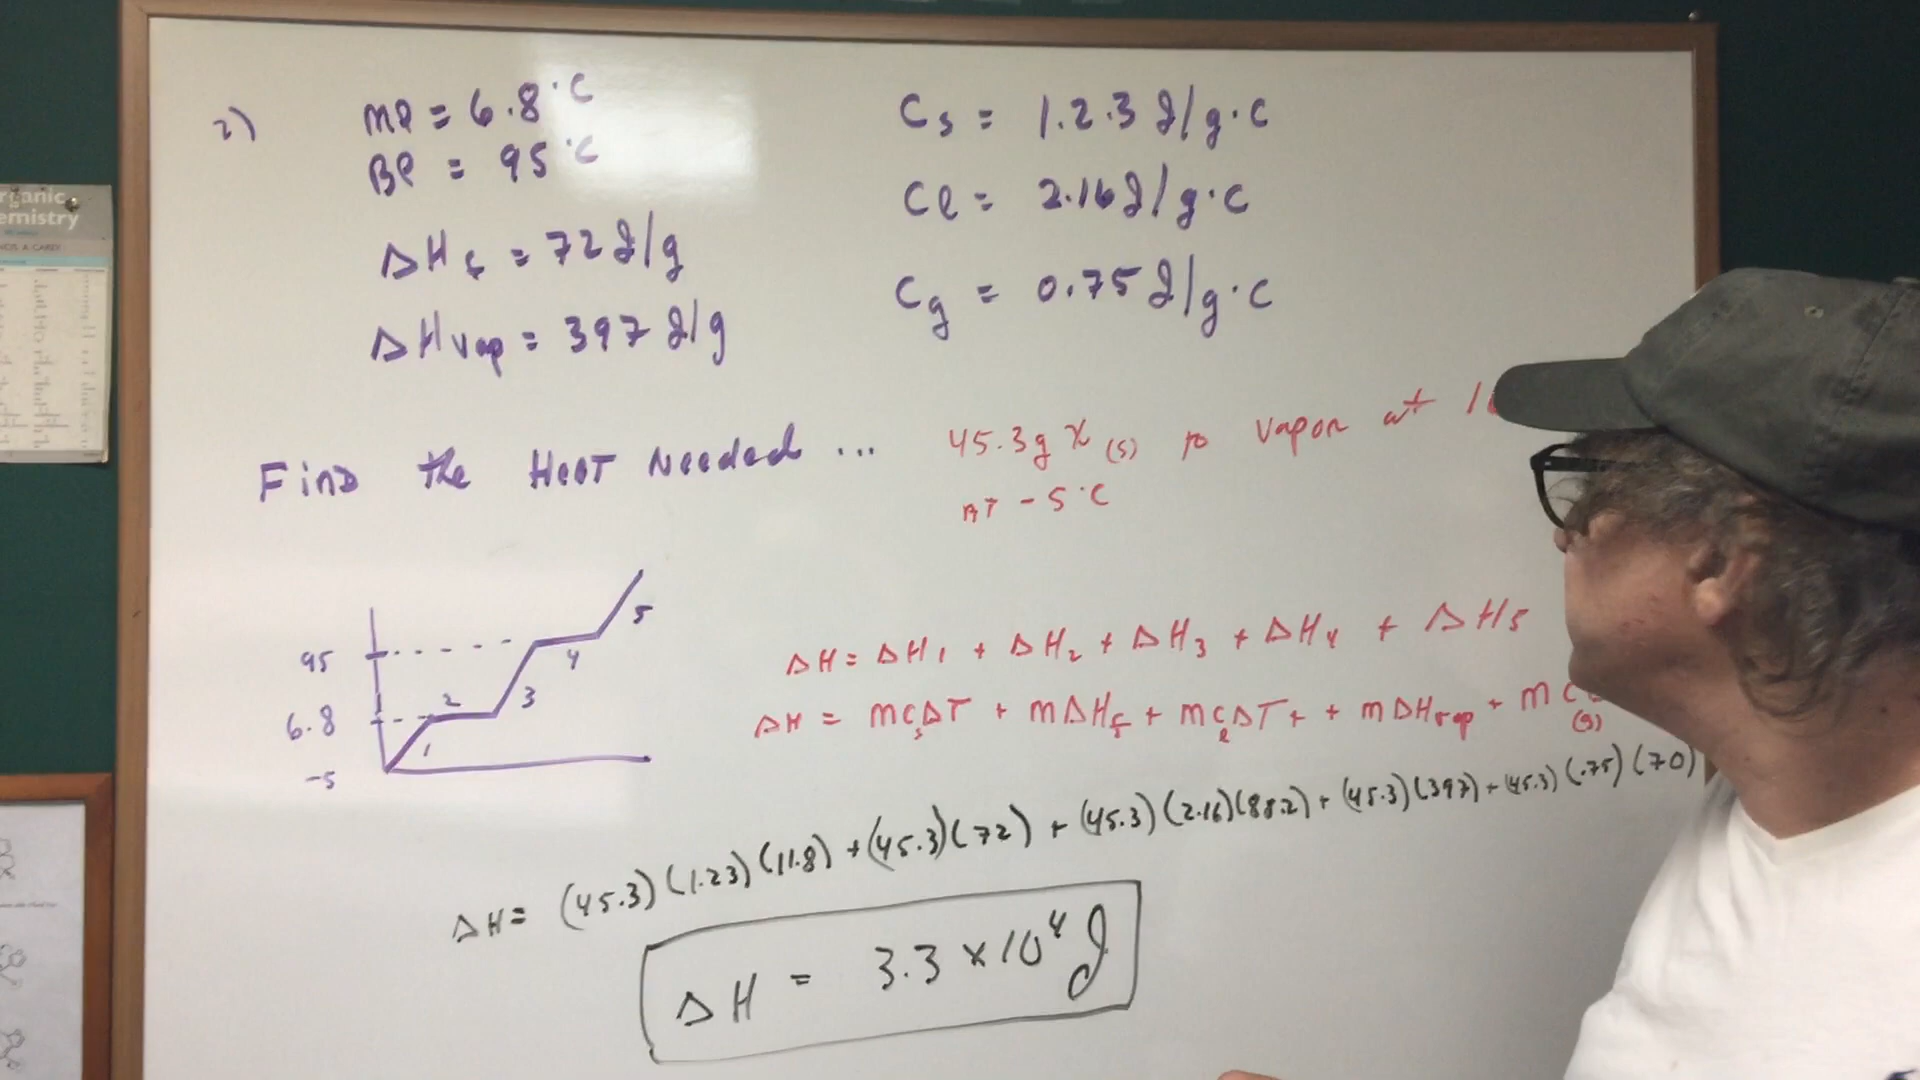 2)
MP = 6.8°C
BP = 95°C
ΔHf = 72 J/g
ΔHvap = 397 J/g
Cs = 1.2.3 J/g·C
Cl = 2.16 J/g·C
Cg = 0.75 J/g·C
Find the Heat Needed ... 45.3g X(s) to vapor at
AT -5°C
95
6.8
-5
1
2
3
4
5
ΔH = ΔH1 + ΔH2 + ΔH3 + ΔH4 + ΔH5
ΔH = mCsΔT + mΔHf + mClΔT + + mΔHvap + mC(g)
ΔH = (45.3)(1.23)(11.8) + (45.3)(72) + (45.3)(2.16)(88.2) + (45.3)(397) + (45.3)(.75)(70)
ΔH = 3.3 x 10⁴ J